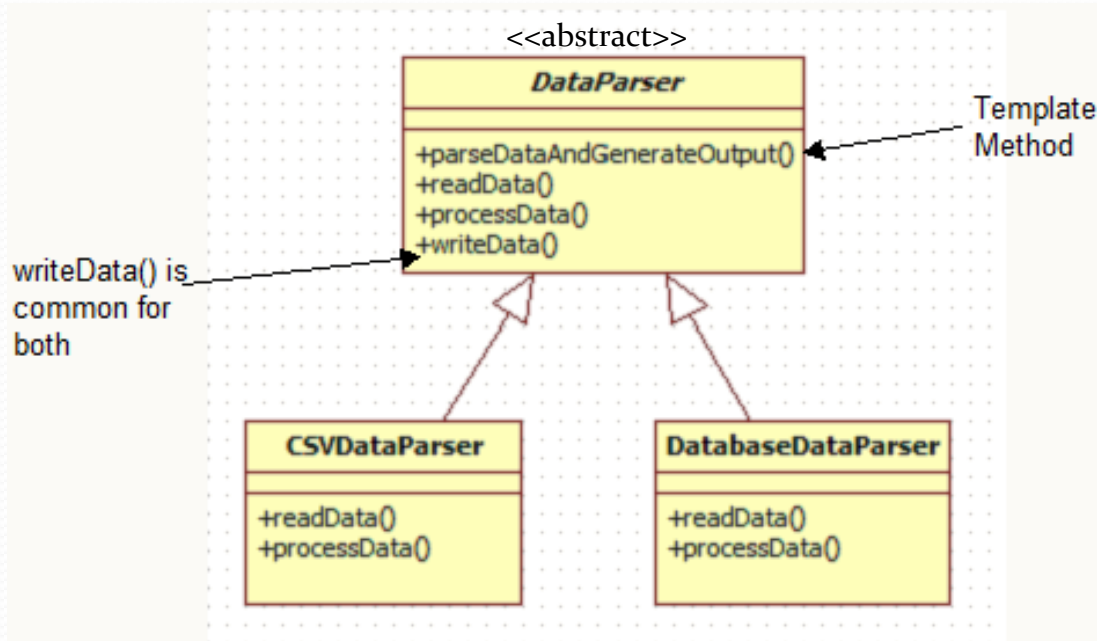 <<abstract>>
DataParser
+parseDataAndGenerateOutput()
+readData()
+processData()
+writeData()
Template
Method
writeData() is
common for
both
CSVDataParser
+readData()
+processData()
DatabaseDataParser
+readData()
+processData()